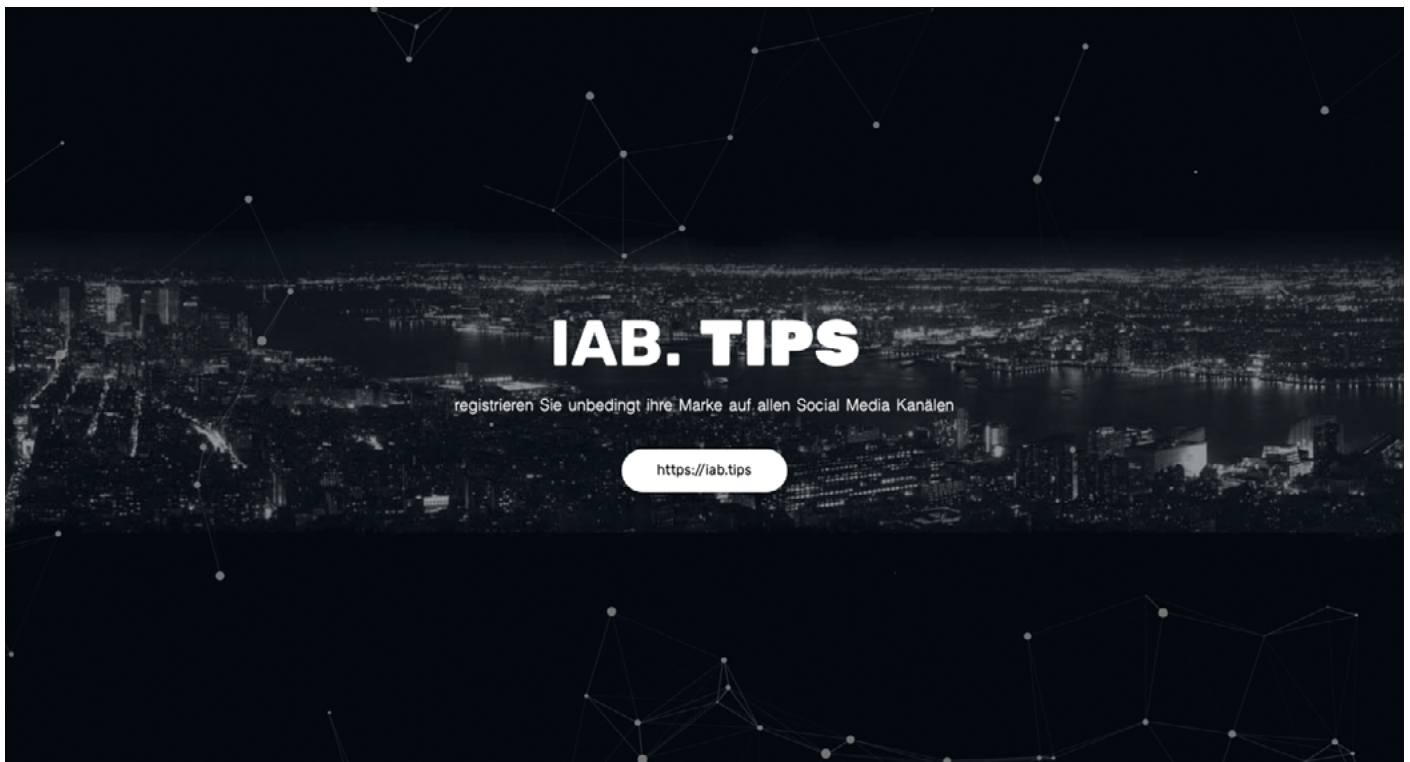 IAB. TIPS
registrieren Sie unbedingt ihre Marke auf allen Social Media Kanälen
https://iab.tips